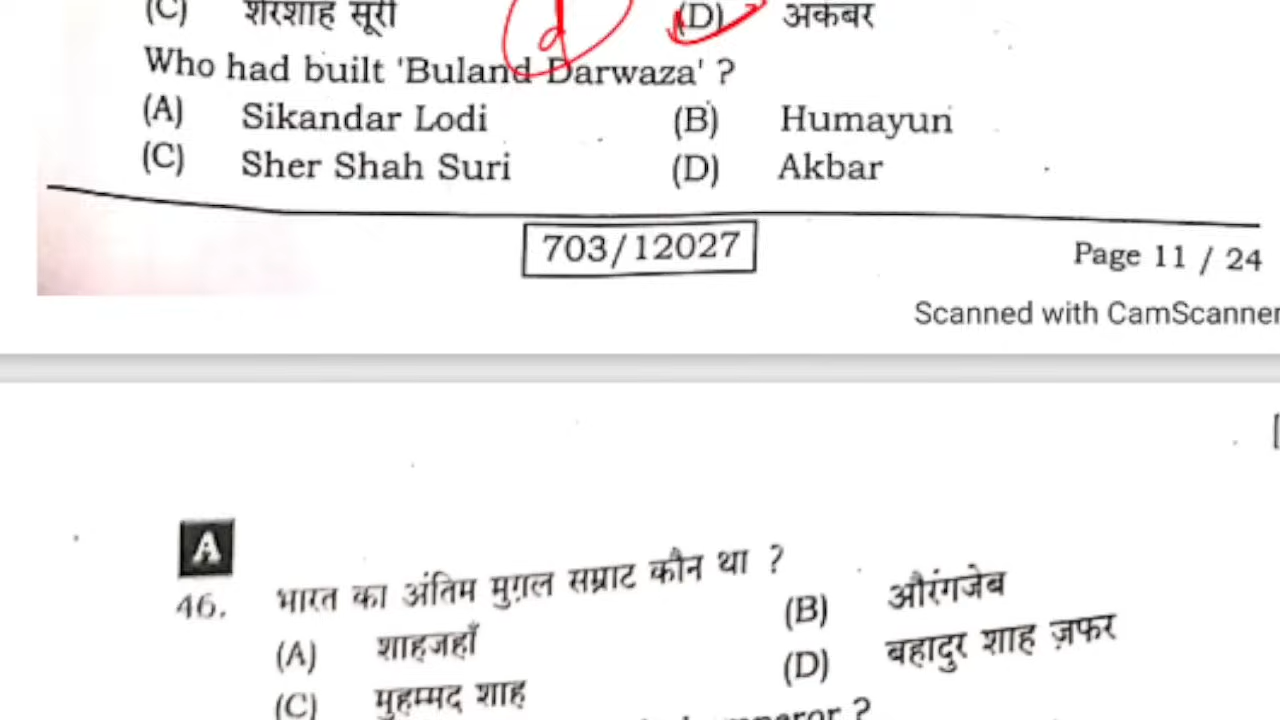 (C) शेरशाह सूरी (D) अकबर
d
Who had built 'Buland Darwaza' ?
(A) Sikandar Lodi (B) Humayun
(C) Sher Shah Suri (D) Akbar
703/12027
Page 11 / 24
Scanned with CamScanner
A
46. भारत का अंतिम मुग़ल सम्राट कौन था ?
(A) शाहजहाँ (B) औरंगजेब
(C) मुहम्मद शाह (D) बहादुर शाह ज़फर
?